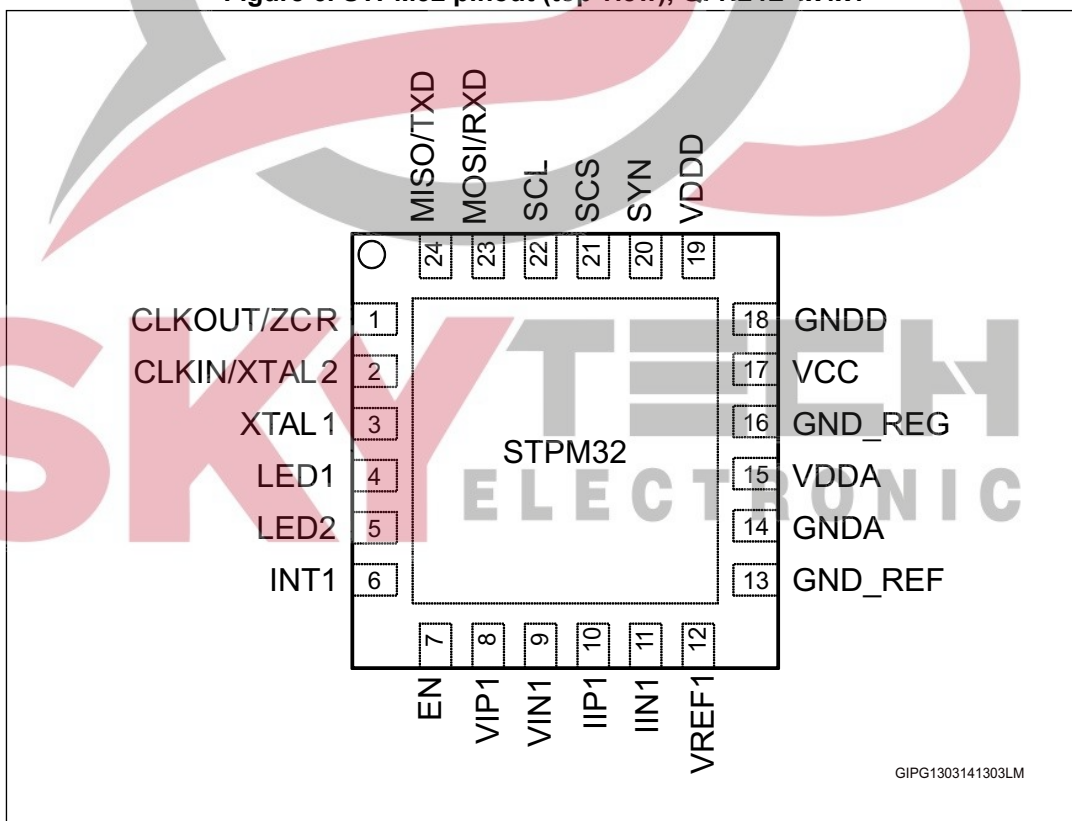 MISO/TXD
MOSI/RXD
SCL
SCS
SYN
VDDD
24
23
22
21
20
19
CLKOUT/ZCR 1
CLKIN/XTAL2 2
XTAL1 3
LED1 4
LED2 5
INT1 6
18 GNDD
17 VCC
16 GND_REG
15 VDDA
14 GNDA
13 GND_REF
STPM32
7
8
9
10
11
12
EN
VIP1
VIN1
IIP1
IIN1
VREF1
GIPG1303141303LM
SKYTECH
ELECTRONIC